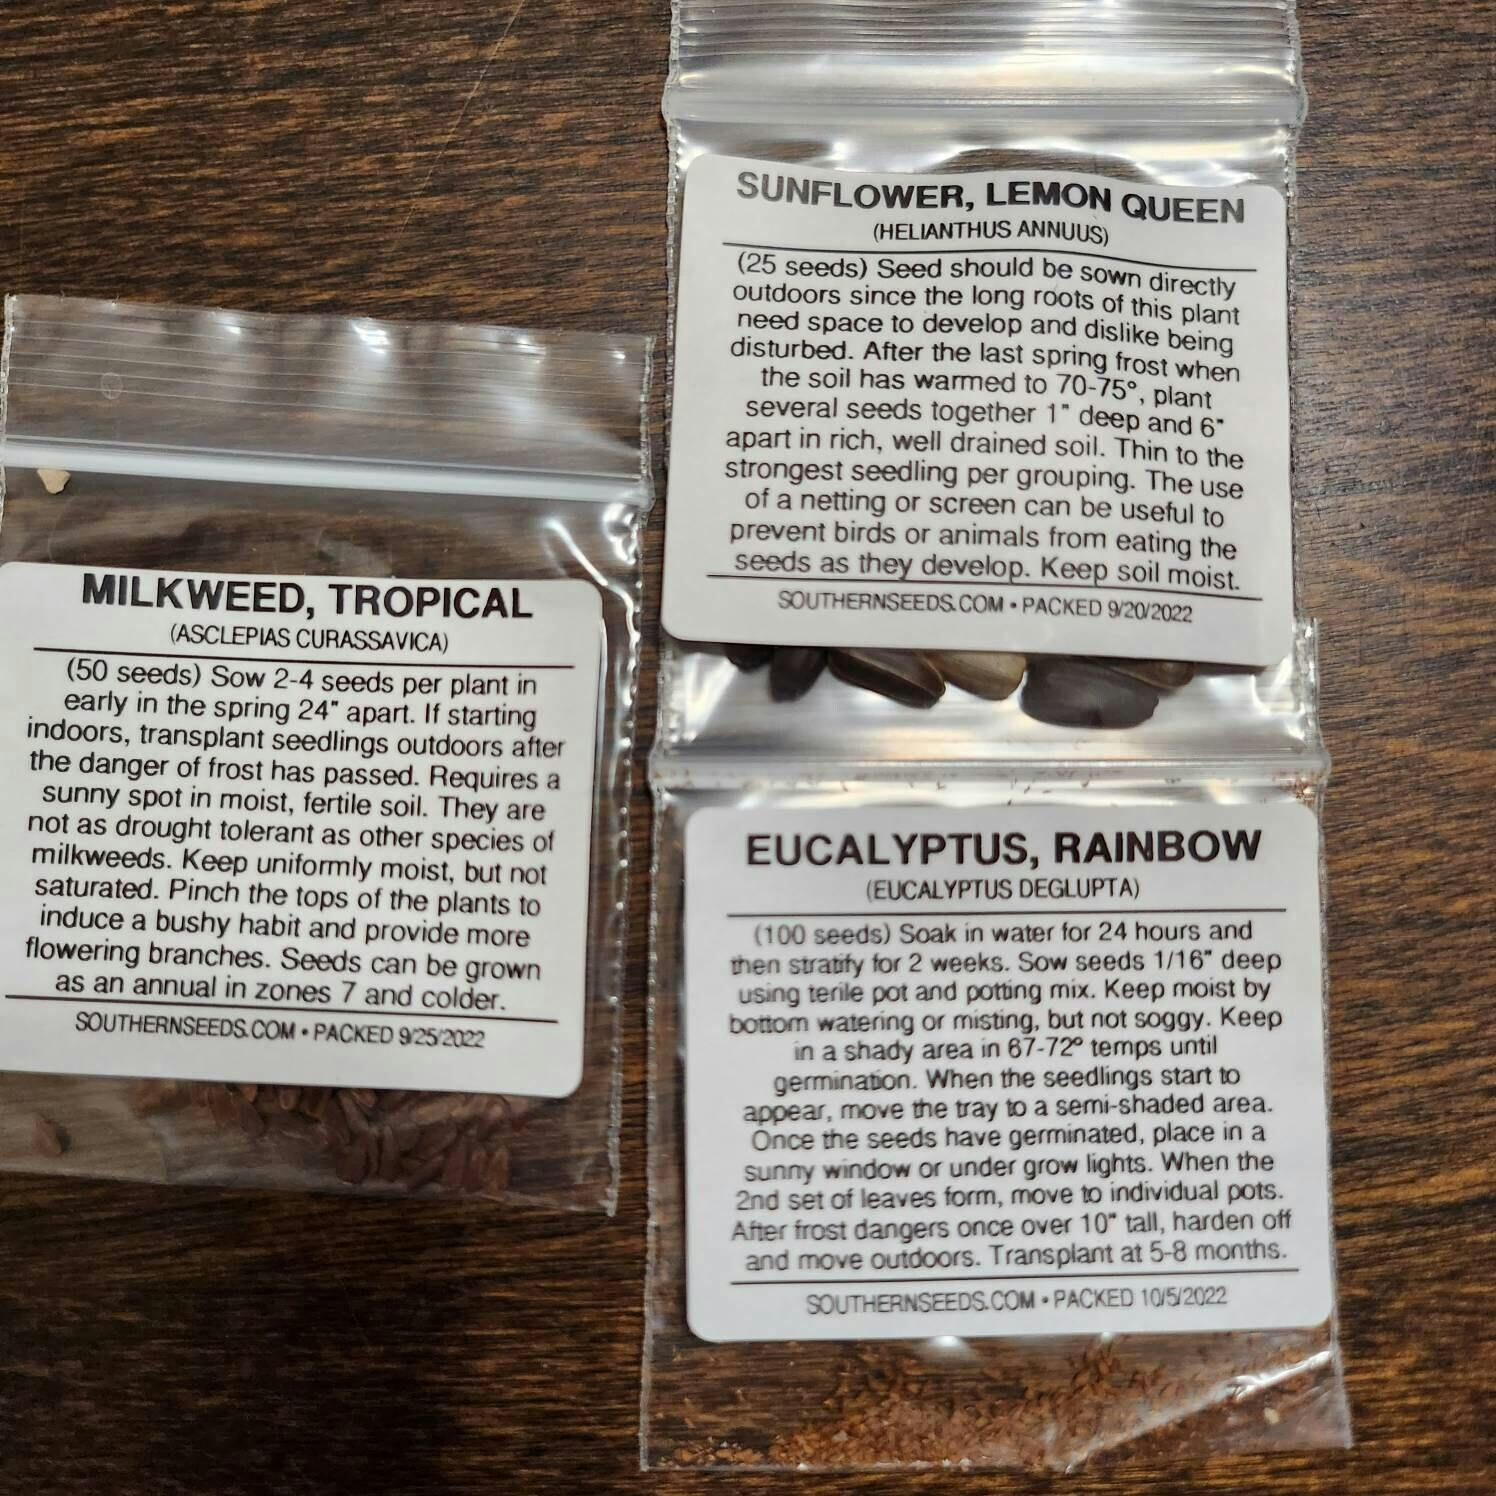 SUNFLOWER, LEMON QUEEN
(HELIANTHUS ANNUUS)
(25 seeds) Seed should be sown directly
outdoors since the long roots of this plant
need space to develop and dislike being
disturbed. After the last spring frost when
the soil has warmed to 70-75°, plant
several seeds together 1" deep and 6"
apart in rich, well drained soil. Thin to the
strongest seedling per grouping. The use
of a netting or screen can be useful to
prevent birds or animals from eating the
seeds as they develop. Keep soil moist.
SOUTHERNSEEDS.COM • PACKED 9/20/2022
MILKWEED, TROPICAL
(ASCLEPIAS CURASSAVICA)
(50 seeds) Sow 2-4 seeds per plant in
early in the spring 24" apart. If starting
indoors, transplant seedlings outdoors after
the danger of frost has passed. Requires a
sunny spot in moist, fertile soil. They are
not as drought tolerant as other species of
milkweeds. Keep uniformly moist, but not
saturated. Pinch the tops of the plants to
induce a bushy habit and provide more
flowering branches. Seeds can be grown
as an annual in zones 7 and colder.
SOUTHERNSEEDS.COM • PACKED 9/25/2022
EUCALYPTUS, RAINBOW
(EUCALYPTUS DEGLUPTA)
(100 seeds) Soak in water for 24 hours and
then stratify for 2 weeks. Sow seeds 1/16" deep
using terile pot and potting mix. Keep moist by
bottom watering or misting, but not soggy. Keep
in a shady area in 67-72º temps until
germination. When the seedlings start to
appear, move the tray to a semi-shaded area.
Once the seeds have germinated, place in a
sunny window or under grow lights. When the
2nd set of leaves form, move to individual pots.
After frost dangers once over 10" tall, harden off
and move outdoors. Transplant at 5-8 months.
SOUTHERNSEEDS.COM • PACKED 10/5/2022